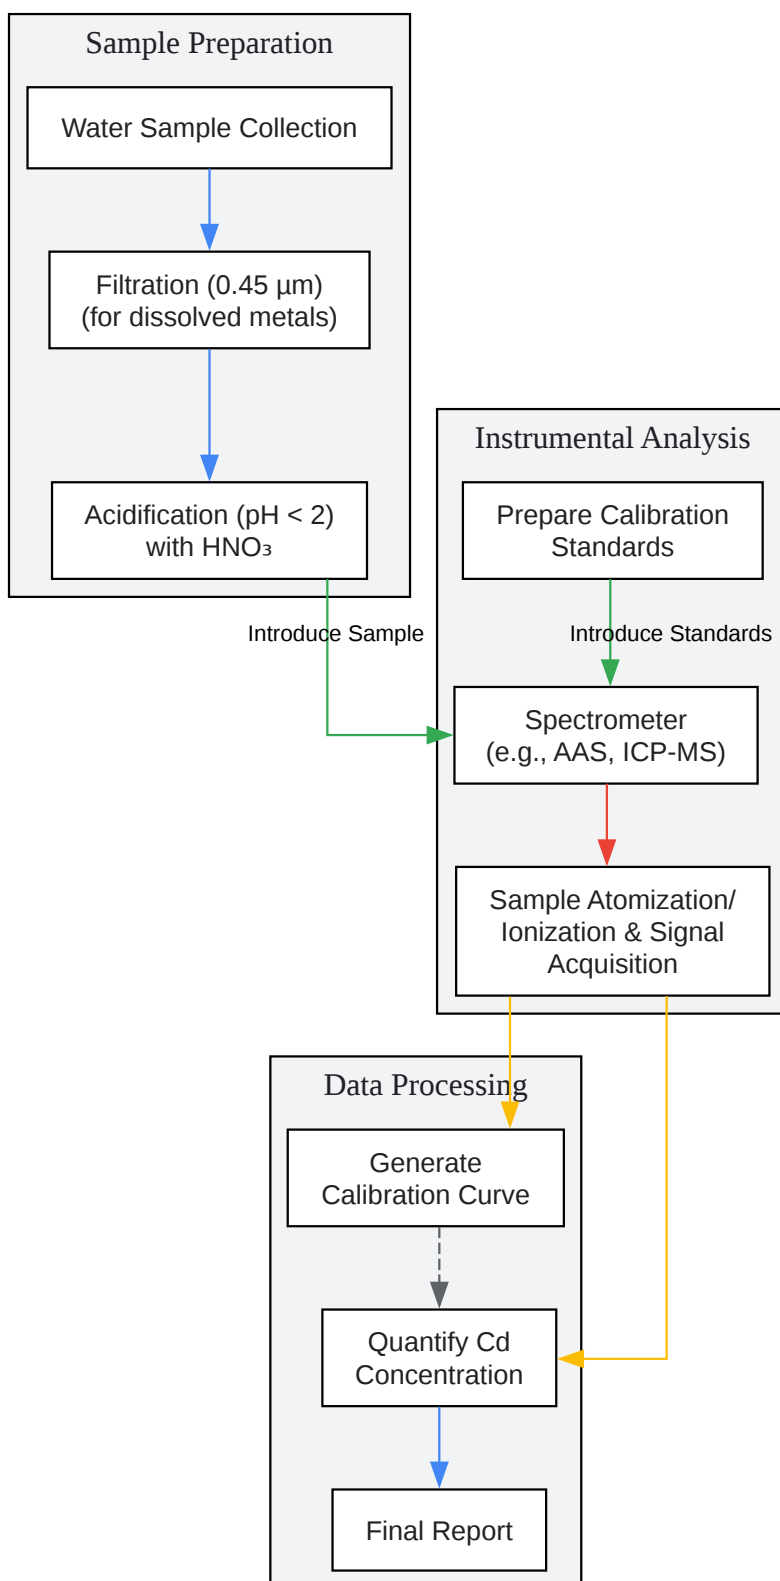 Sample Preparation
Water Sample Collection
Filtration (0.45 µm)
(for dissolved metals)
Acidification (pH < 2)
with HNO₃
Introduce Sample
Instrumental Analysis
Prepare Calibration
Standards
Introduce Standards
Spectrometer
(e.g., AAS, ICP-MS)
Sample Atomization/
Ionization & Signal
Acquisition
Data Processing
Generate
Calibration Curve
Quantify Cd
Concentration
Final Report